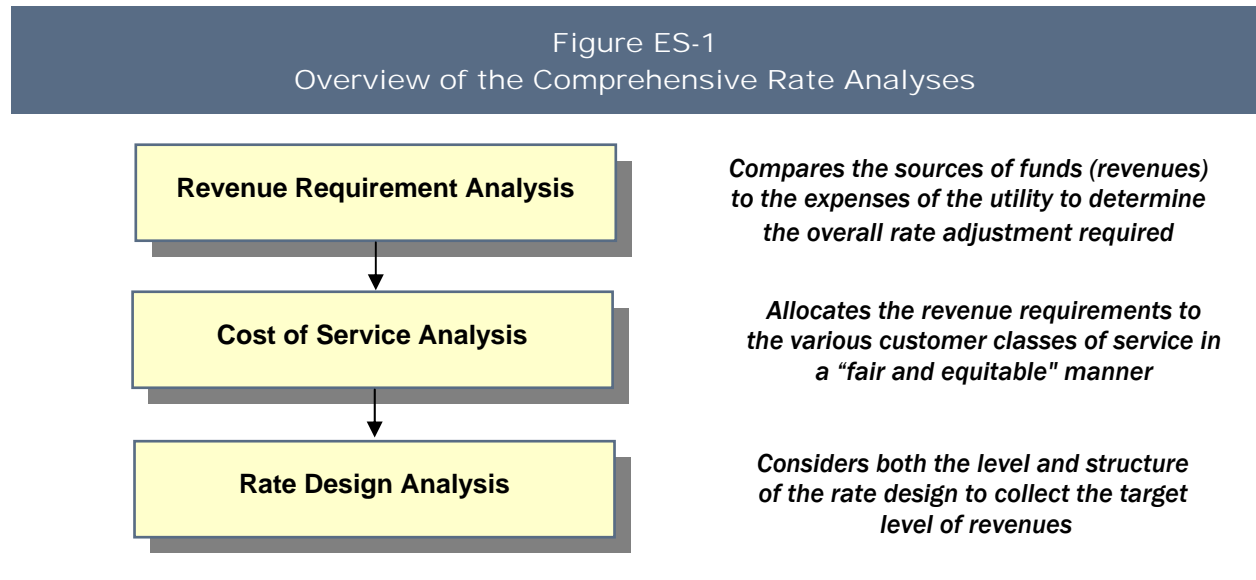 Figure ES-1
Overview of the Comprehensive Rate Analyses
Revenue Requirement Analysis
Compares the sources of funds (revenues)
to the expenses of the utility to determine
the overall rate adjustment required
Cost of Service Analysis
Allocates the revenue requirements to
the various customer classes of service in
a “fair and equitable" manner
Rate Design Analysis
Considers both the level and structure
of the rate design to collect the target
level of revenues